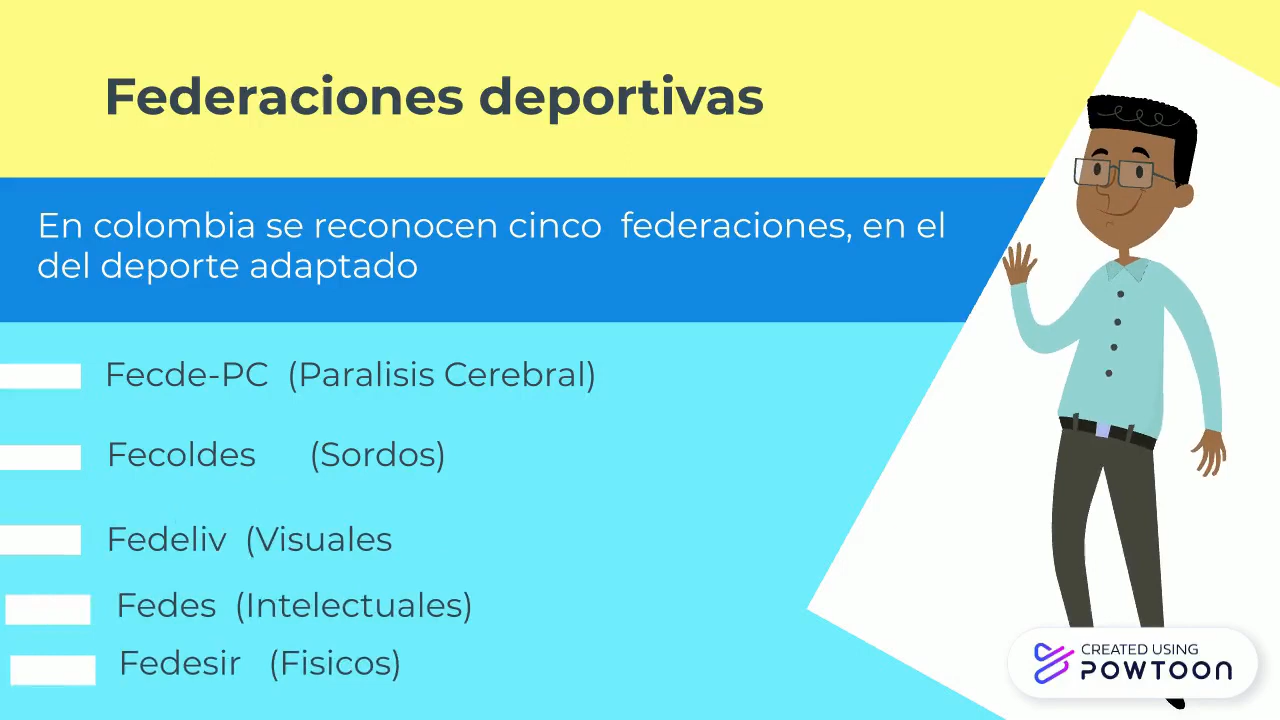 Federaciones deportivas
En colombia se reconocen cinco federaciones, en el
del deporte adaptado
Fecde-PC (Paralisis Cerebral)
Fecoldes (Sordos)
Fedeliv (Visuales
Fedes (Intelectuales)
Fedesir (Fisicos)
CREATED USING
POWTOON